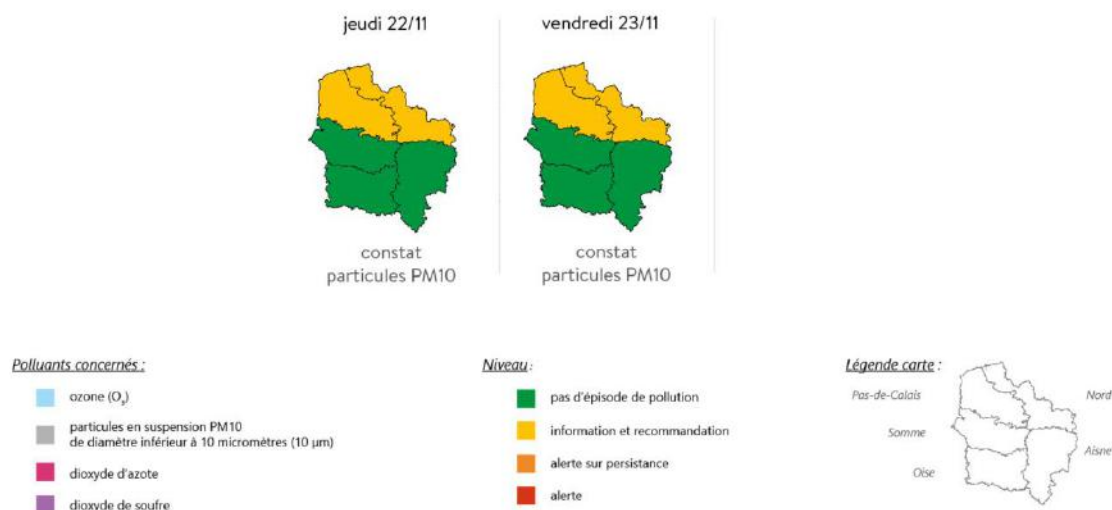 jeudi 22/11
vendredi 23/11
constat
particules PM10
constat
particules PM10
Polluants concernés :
ozone (O₃)
particules en suspension PM10
de diamètre inférieur à 10 micromètres (10 µm)
dioxyde d'azote
dioxyde de soufre
Niveau :
pas d'épisode de pollution
information et recommandation
alerte sur persistance
alerte
Légende carte :
Pas-de-Calais
Nord
Somme
Aisne
Oise